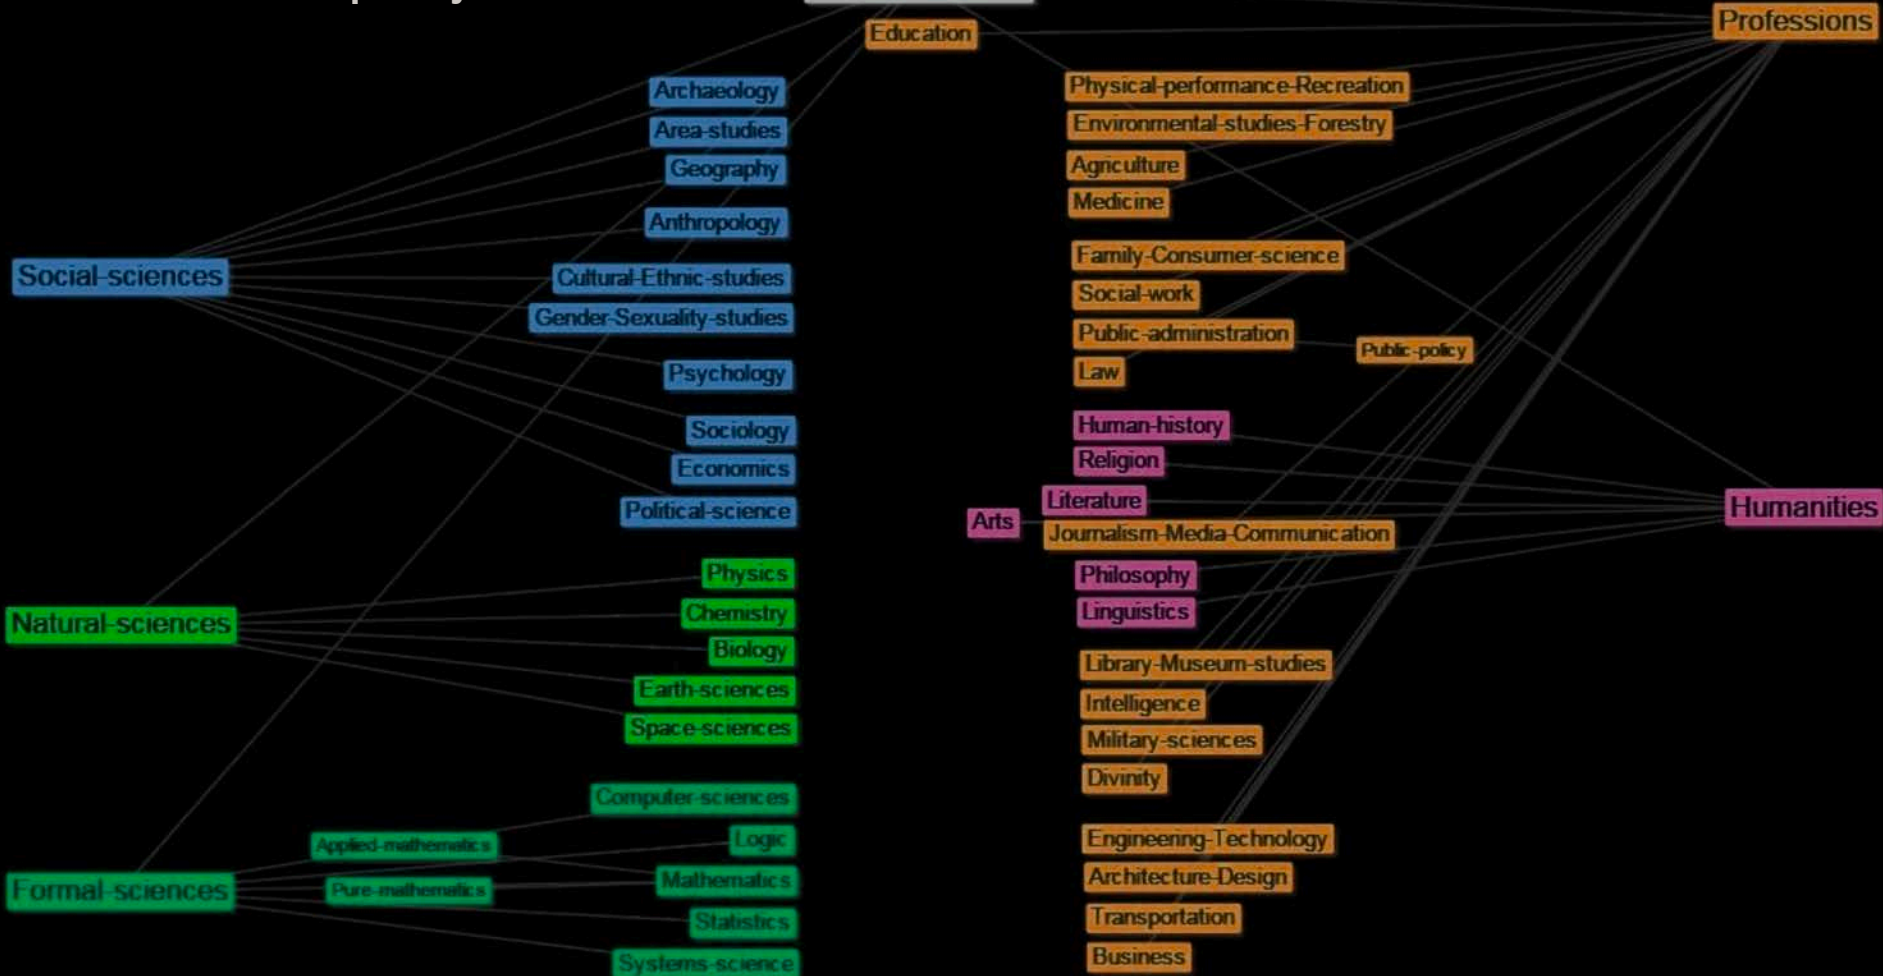 Education
Professions
Archaeology
Physical-performance-Recreation
Area-studies
Environmental-studies-Forestry
Geography
Agriculture
Medicine
Anthropology
Family-Consumer-science
Social-sciences
Cultural-Ethnic-studies
Social-work
Gender-Sexuality-studies
Public-administration
Public-policy
Psychology
Law
Sociology
Human-history
Economics
Religion
Political-science
Literature
Humanities
Arts
Journalism-Media-Communication
Physics
Philosophy
Chemistry
Linguistics
Natural-sciences
Biology
Library-Museum-studies
Earth-sciences
Intelligence
Space-sciences
Military-sciences
Divinity
Computer-sciences
Applied-mathematics
Logic
Engineering-Technology
Formal-sciences
Pure-mathematics
Mathematics
Architecture-Design
Statistics
Transportation
Systems-science
Business